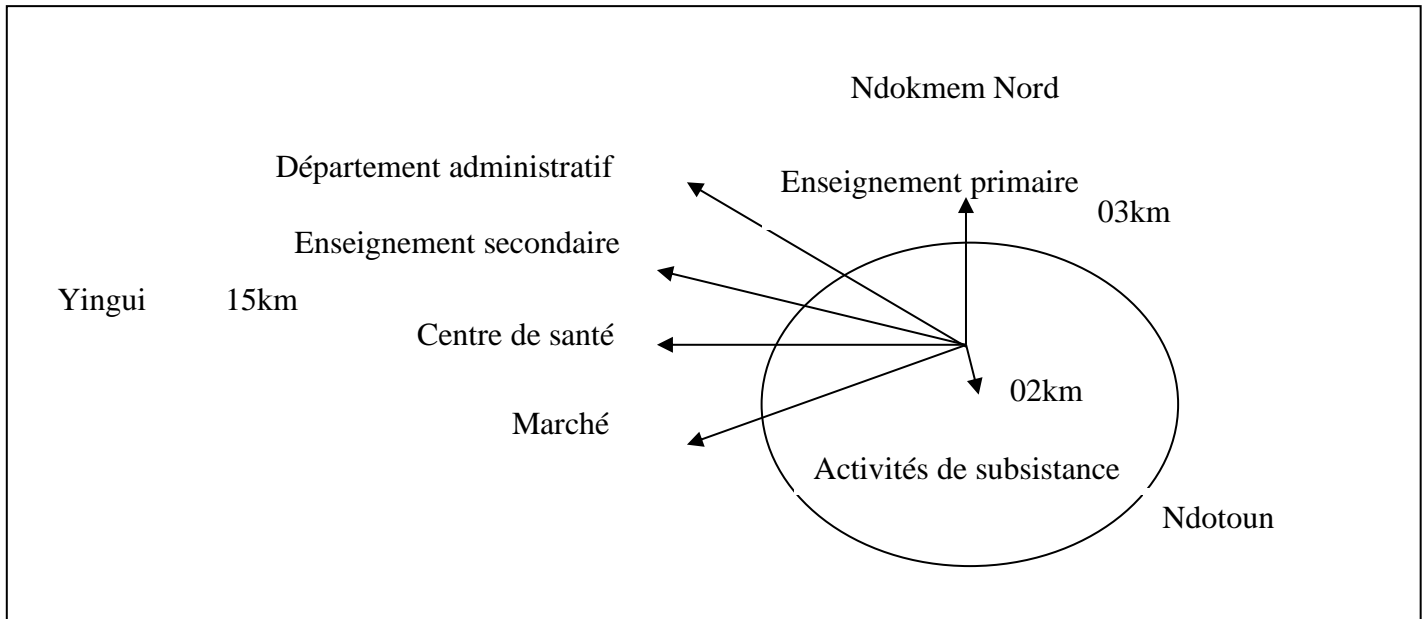 Ndokmem Nord
Département administratif
Enseignement primaire
03km
Enseignement secondaire
Yingui 15km
Centre de santé
02km
Marché
Activités de subsistance
Ndotoun